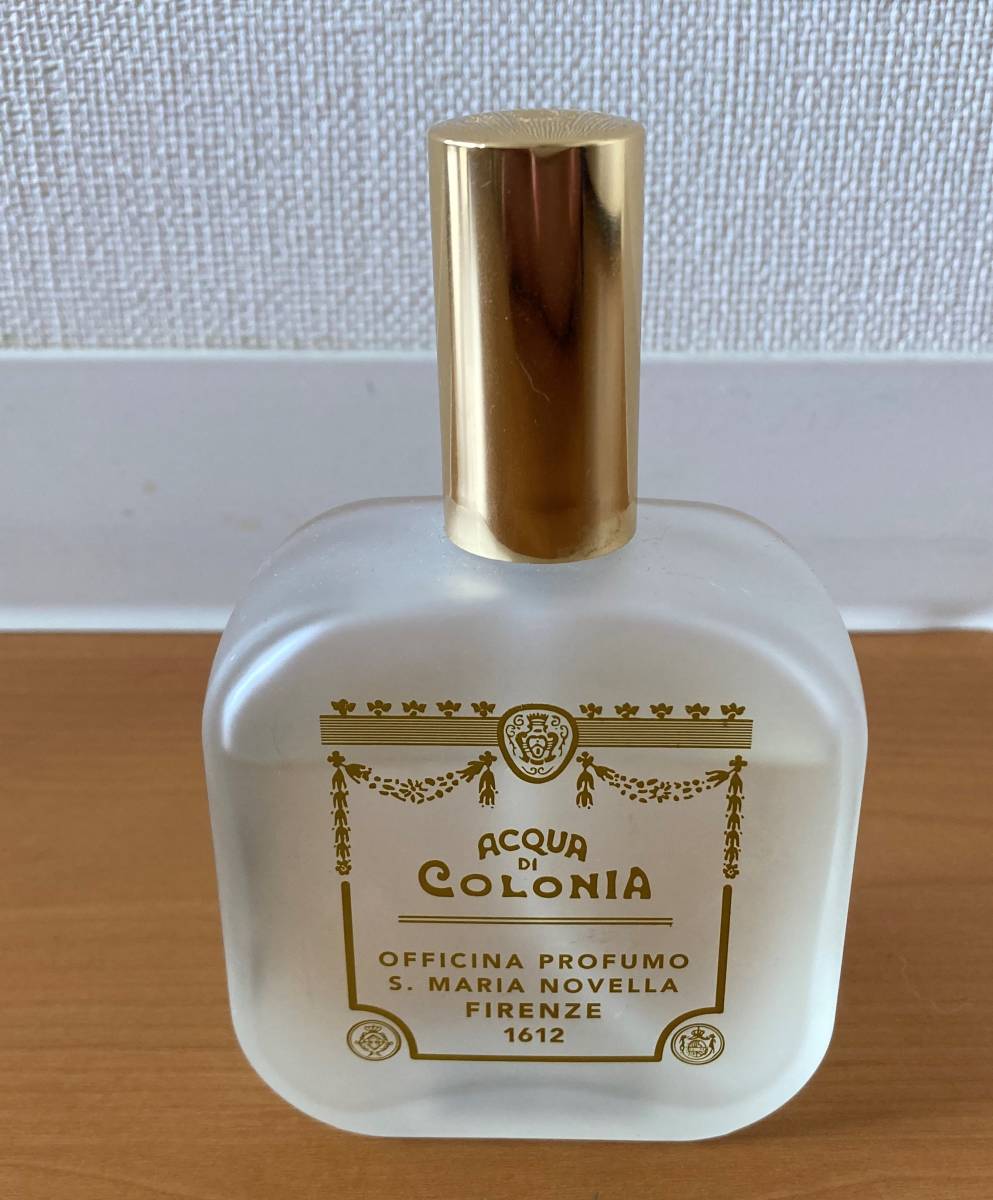 ACQUA
DI
COLONIA
OFFICINA PROFUMO
S. MARIA NOVELLA
FIRENZE
1612